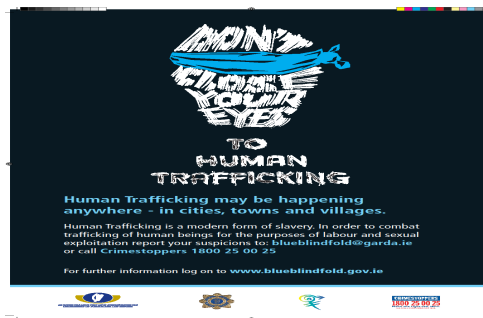 DON'T
CLOSE
YOUR
EYES
TO
HUMAN
TRAFFICKING
Human Trafficking may be happening
anywhere - in cities, towns and villages.
Human Trafficking is a modern form of slavery. In order to combat
trafficking of human beings for the purposes of labour and sexual
exploitation report your suspicions to: blueblindfold@garda.ie
or call Crimestoppers 1800 25 00 25
For further information log on to www.blueblindfold.gov.ie
CRIMESTOPPERS
1800 25 00 25